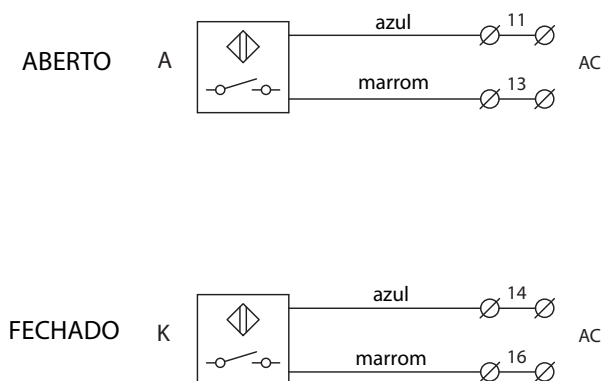 azul 11
ABERTO A AC
marrom 13
azul 14
FECHADO K AC
marrom 16